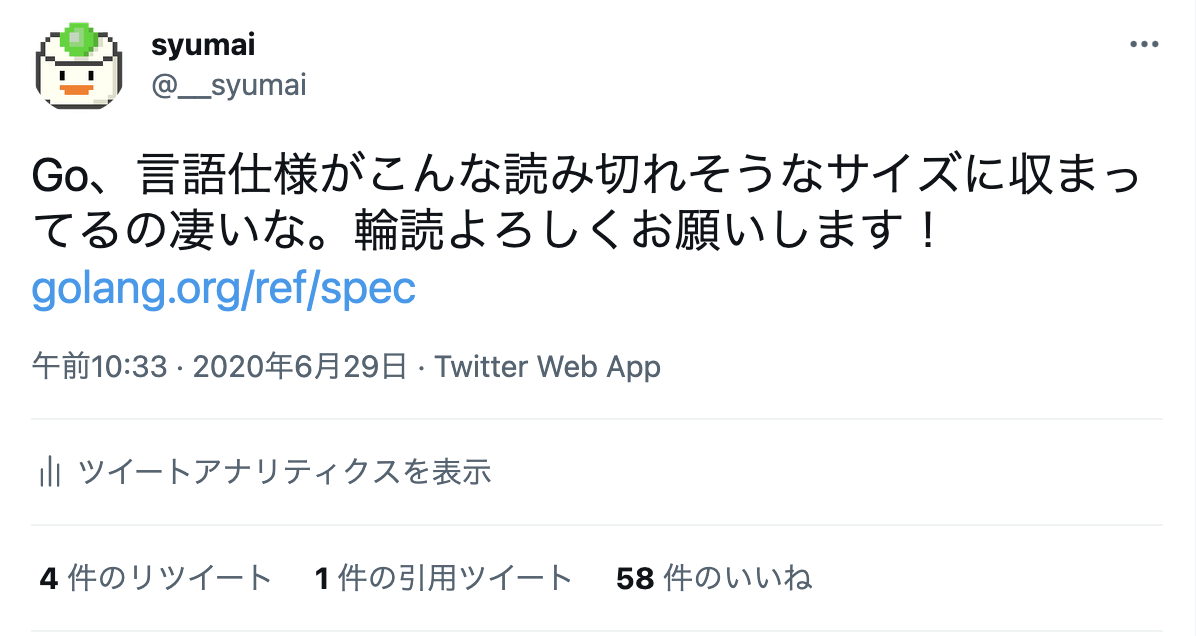 syumai
@__syumai
Go、言語仕様がこんな読み切れそうなサイズに収まっ
てるの凄いな。輪読よろしくお願いします！
golang.org/ref/spec
午前10:33 · 2020年6月29日 · Twitter Web App
ツイートアナリティクスを表示
4 件のリツイート 1 件の引用ツイート 58 件のいいね